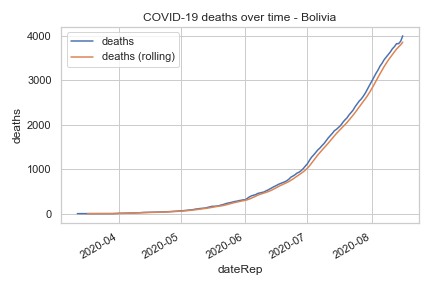 COVID-19 deaths over time - Bolivia
deaths
deaths (rolling)
4000
3000
2000
1000
0
deaths
2020-04
2020-05
2020-06
2020-07
2020-08
dateRep